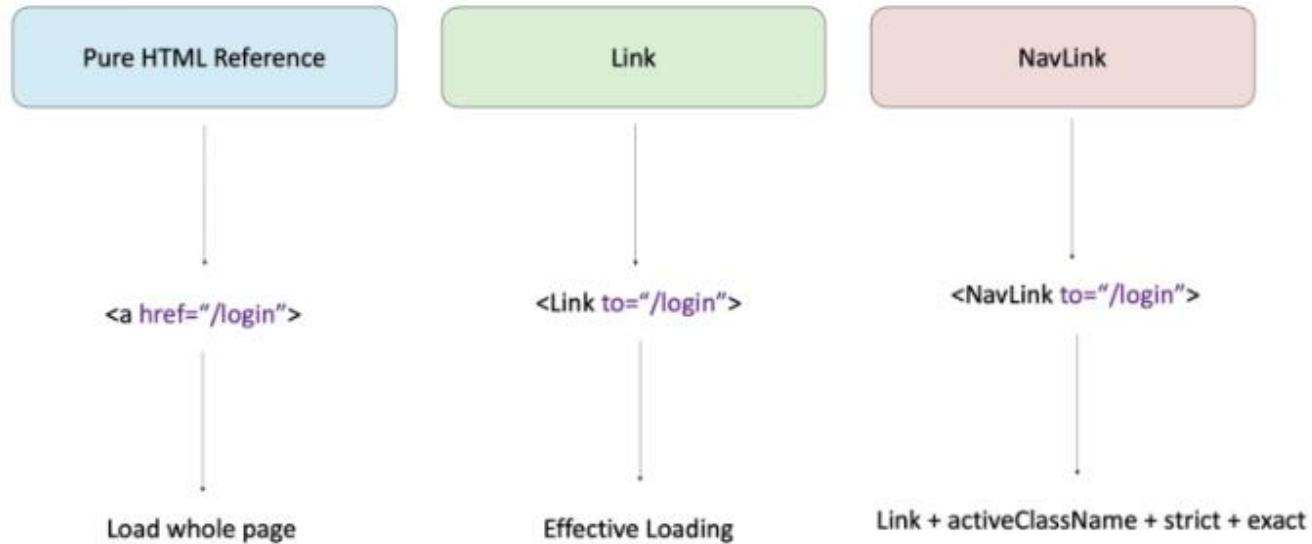 Pure HTML Reference
Link
NavLink
<a href=“/login”>
<Link to=“/login”>
<NavLink to=“/login”>
Load whole page
Effective Loading
Link + activeClassName + strict + exact